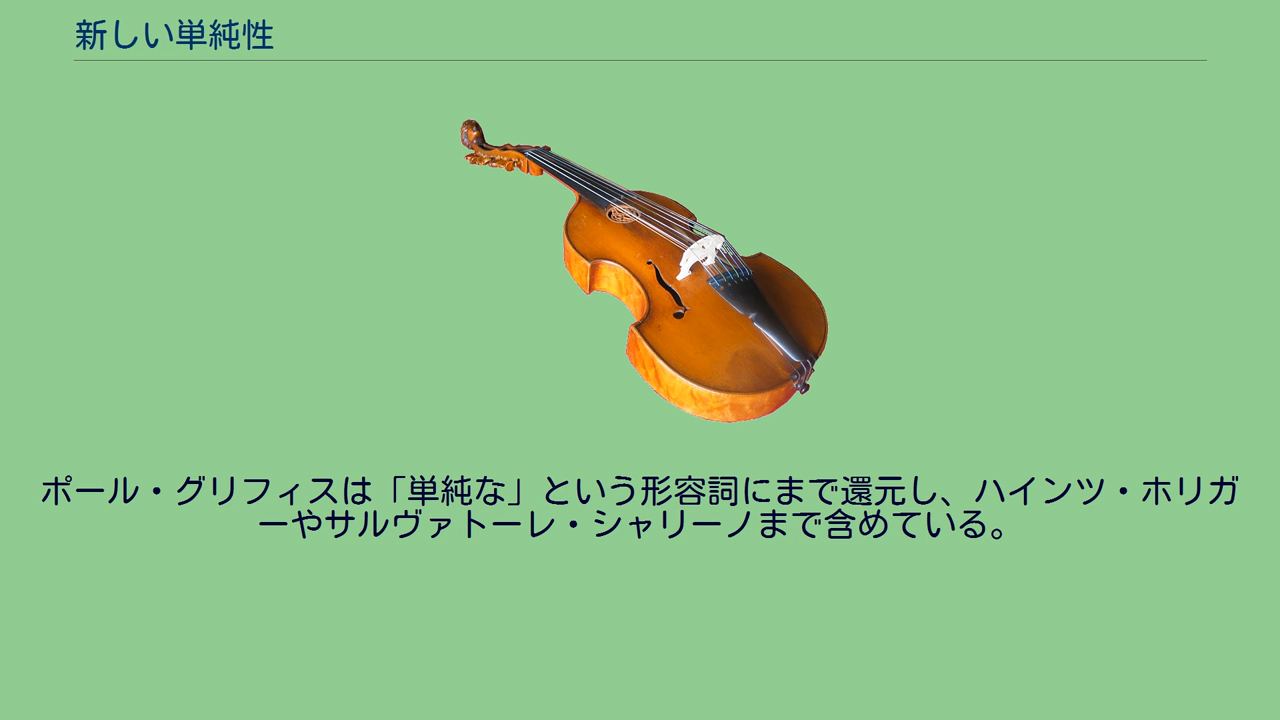 新しい単純性
ポール・グリフィスは「単純な」という形容詞にまで還元し、ハインツ・ホリガ
ーやサルヴァトーレ・シャリーノまで含めている。